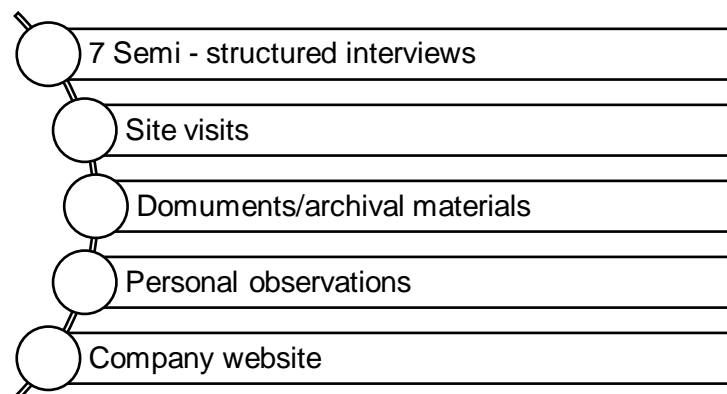 7 Semi - structured interviews
Site visits
Domuments/archival materials
Personal observations
Company website